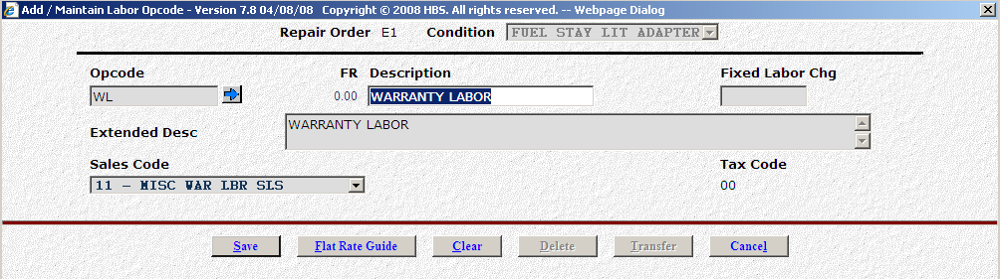 Add / Maintain Labor Opcode - Version 7.8 04/08/08   Copyright © 2008 HBS. All rights reserved. -- Webpage Dialog
Repair Order E1 Condition FUEL STAY LIT ADAPTER
Opcode FR Description Fixed Labor Chg
WL 0.00 WARRANTY LABOR
Extended Desc WARRANTY LABOR
Sales Code Tax Code
11 - MISC WAR LBR SLS 00
Save Flat Rate Guide Clear Delete Transfer Cancel